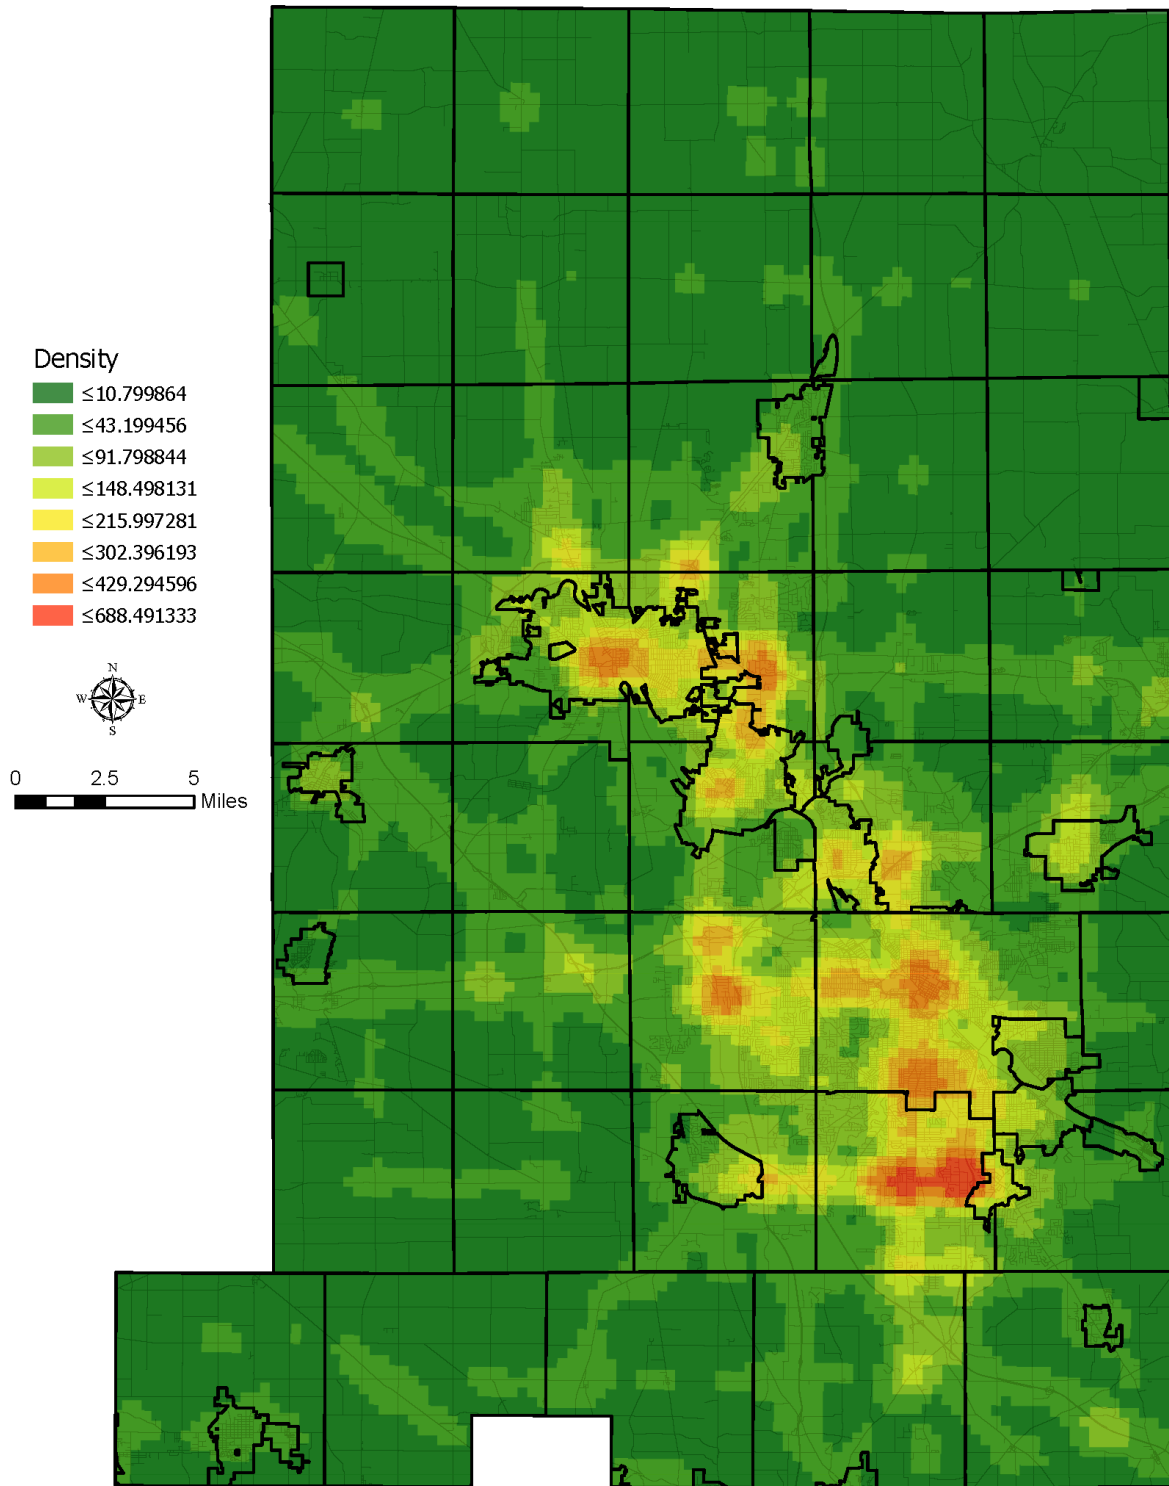 Density
≤10.799864
≤43.199456
≤91.798844
≤148.498131
≤215.997281
≤302.396193
≤429.294596
≤688.491333
N
W E
S
0 2.5 5
Miles